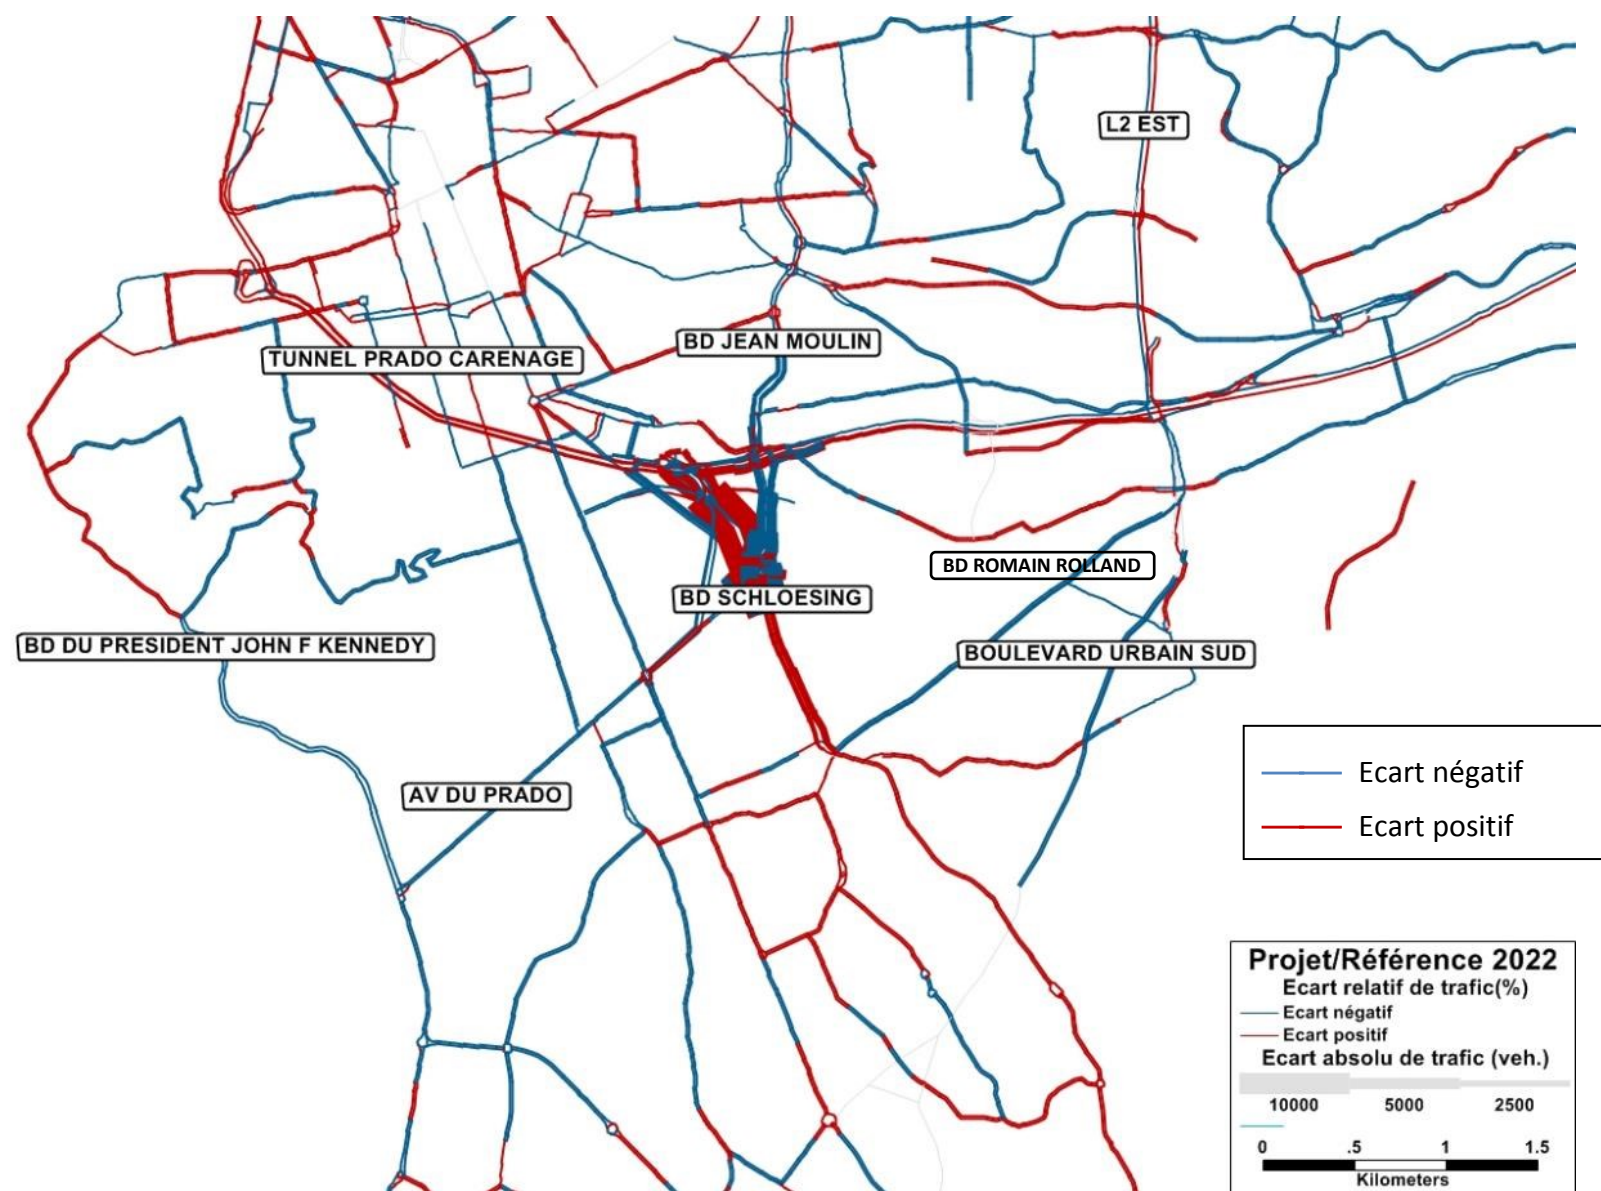 L2 EST
BD JEAN MOULIN
TUNNEL PRADO CARENAGE
BD ROMAIN ROLLAND
BD SCHLOESING
BD DU PRESIDENT JOHN F KENNEDY
BOULEVARD URBAIN SUD
AV DU PRADO
Ecart négatif
Ecart positif
Projet/Référence 2022
Ecart relatif de trafic(%)
Ecart négatif
Ecart positif
Ecart absolu de trafic (veh.)
10000 5000 2500
0 .5 1 1.5
Kilometers